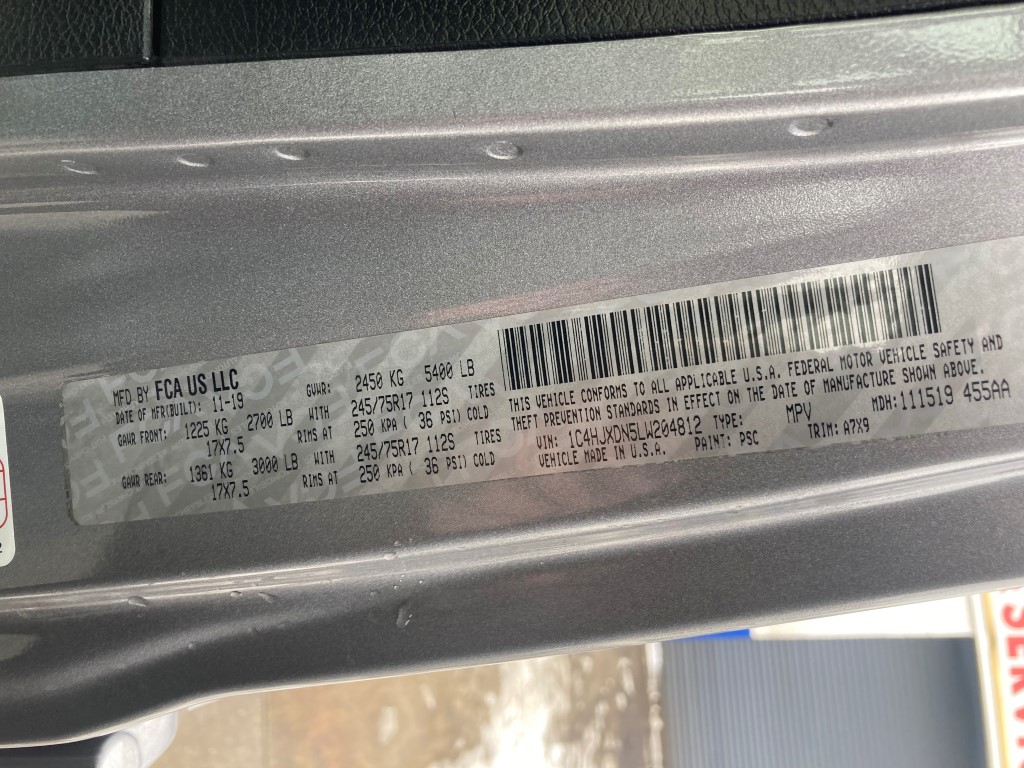 MFD BY FCA US LLC
DATE OF MFR(BUILT): 11-19 GVWR: 2450 KG 5400 LB
GAWR FRONT: 1225 KG 2700 LB WITH 245/75R17 112S TIRES
17X7.5 RIMS AT 250 KPA ( 36 PSI) COLD
GAWR REAR: 1361 KG 3000 LB WITH 245/75R17 112S TIRES
17X7.5 RIMS AT 250 KPA ( 36 PSI) COLD
THIS VEHICLE CONFORMS TO ALL APPLICABLE U.S.A. FEDERAL MOTOR VEHICLE SAFETY AND
THEFT PREVENTION STANDARDS IN EFFECT ON THE DATE OF MANUFACTURE SHOWN ABOVE.
VIN: 1C4HJXDN5LW204812 TYPE: MPV MDH: 111519 455AA
VEHICLE MADE IN U.S.A. PAINT: PSC TRIM: A7X9